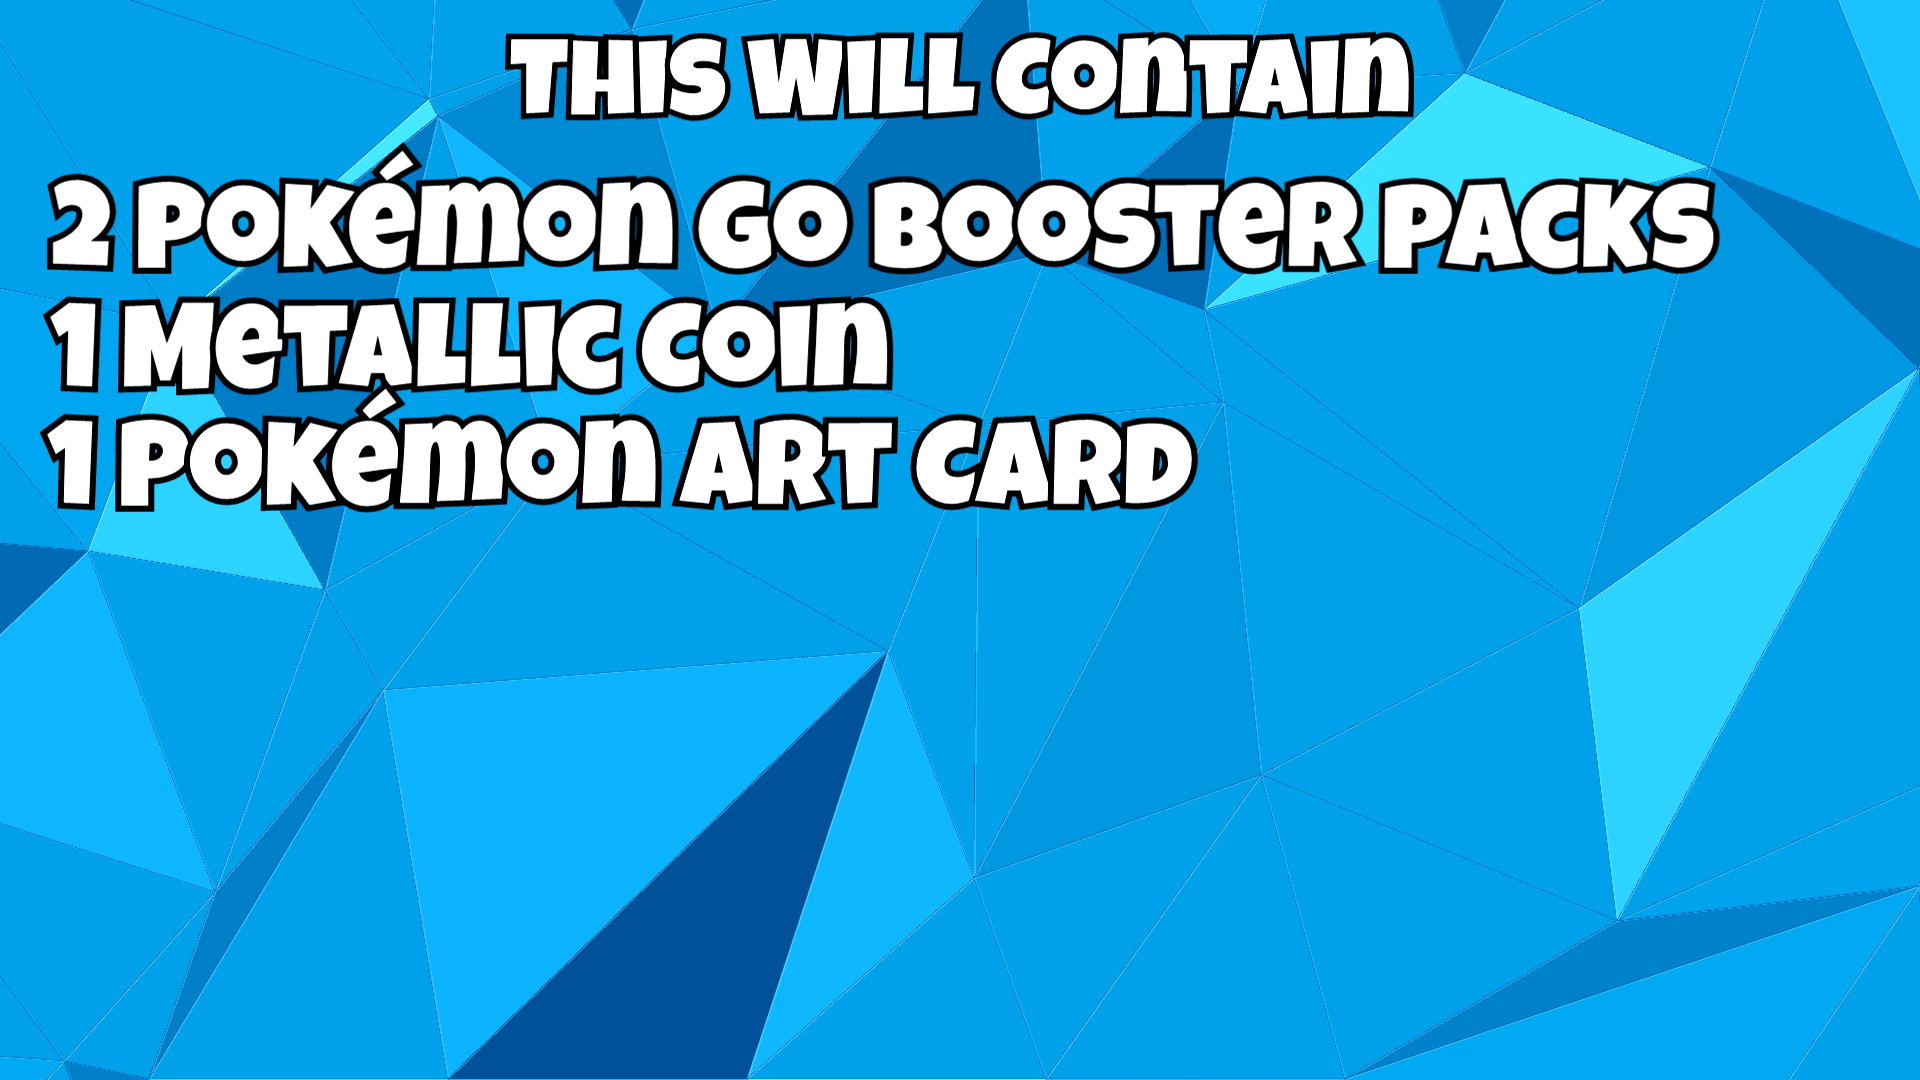 THIS WILL CONTAIN
2 POKéMON GO BOOSTER PACKS
1 METALLIC COIN
1 POKéMON ART CARD